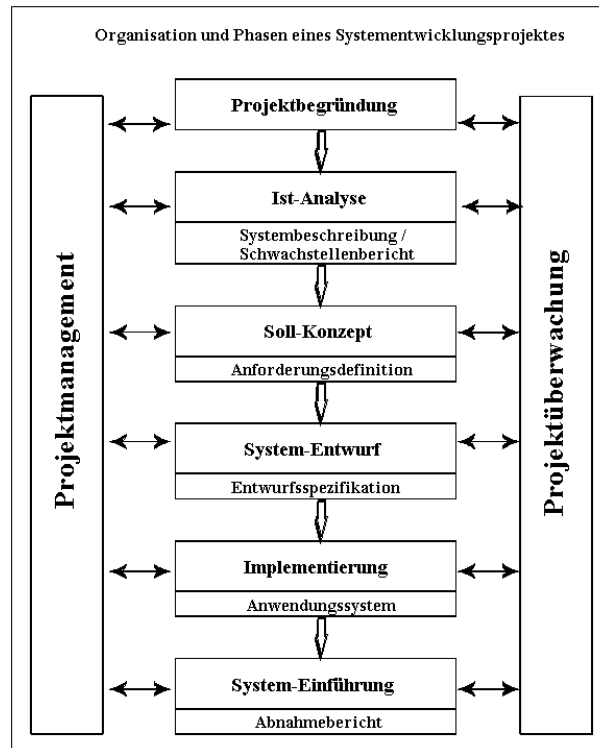 Organisation und Phasen eines Systementwicklungsprojektes
Projektmanagement
Projektbegründung
Ist-Analyse
Systembeschreibung /
Schwachstellenbericht
Soll-Konzept
Anforderungsdefinition
System-Entwurf
Entwurfsspezifikation
Implementierung
Anwendungssystem
System-Einführung
Abnahmebericht
Projektüberwachung